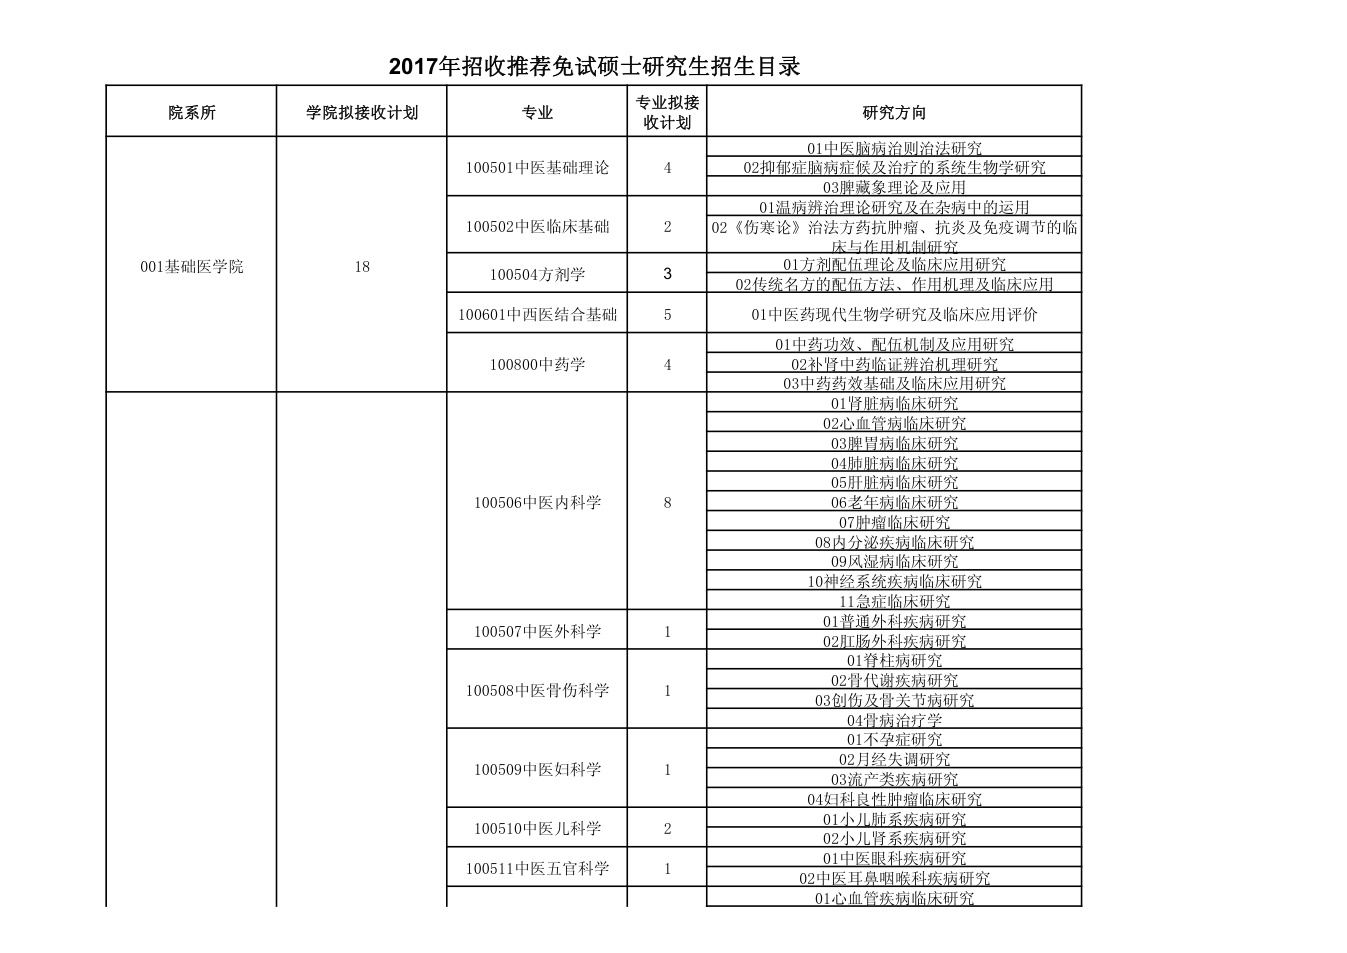 2017年招收推荐免试硕士研究生招生目录
院系所 学院拟接收计划 专业 专业拟接收计划 研究方向
001基础医学院 18
100501中医基础理论 4
01中医脑病治则治法研究
02抑郁症脑病症候及治疗的系统生物学研究
03脾藏象理论及应用
100502中医临床基础 2
01温病辨治理论研究及在杂病中的运用
02《伤寒论》治法方药抗肿瘤、抗炎及免疫调节的临
床与作用机制研究
100504方剂学 3
01方剂配伍理论及临床应用研究
02传统名方的配伍方法、作用机理及临床应用
100601中西医结合基础 5
01中医药现代生物学研究及临床应用评价
100800中药学 4
01中药功效、配伍机制及应用研究
02补肾中药临证辨治机理研究
03中药药效基础及临床应用研究
100506中医内科学 8
01肾脏病临床研究
02心血管病临床研究
03脾胃病临床研究
04肺脏病临床研究
05肝脏病临床研究
06老年病临床研究
07肿瘤临床研究
08内分泌疾病临床研究
09风湿病临床研究
10神经系统疾病临床研究
11急症临床研究
100507中医外科学 1
01普通外科疾病研究
02肛肠外科疾病研究
100508中医骨伤科学 1
01脊柱病研究
02骨代谢疾病研究
03创伤及骨关节病研究
04骨病治疗学
100509中医妇科学 1
01不孕症研究
02月经失调研究
03流产类疾病研究
04妇科良性肿瘤临床研究
100510中医儿科学 2
01小儿肺系疾病研究
02小儿肾系疾病研究
100511中医五官科学 1
01中医眼科疾病研究
02中医耳鼻咽喉科疾病研究
01心血管疾病临床研究